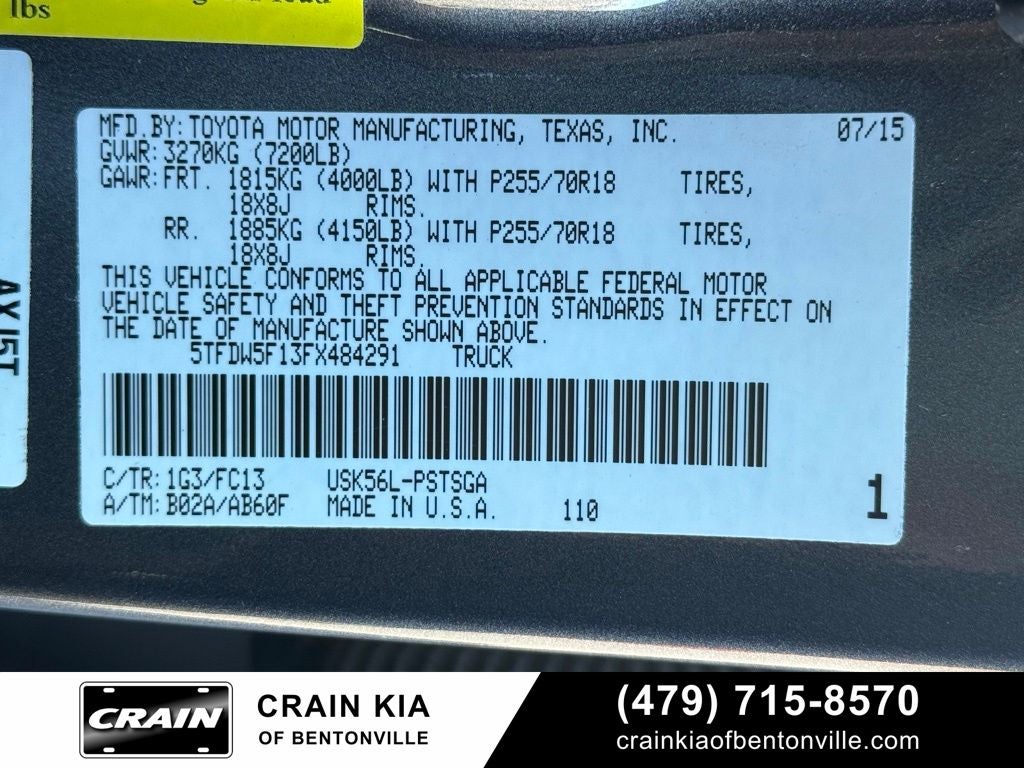 lbs
MFD.BY: TOYOTA MOTOR MANUFACTURING, TEXAS, INC. 07/15
GVWR: 3270KG (7200LB)
GAWR: FRT. 1815KG (4000LB) WITH P255/70R18 TIRES,
18X8J RIMS.
RR. 1885KG (4150LB) WITH P255/70R18 TIRES,
18X8J RIMS.
THIS VEHICLE CONFORMS TO ALL APPLICABLE FEDERAL MOTOR
VEHICLE SAFETY AND THEFT PREVENTION STANDARDS IN EFFECT ON
THE DATE OF MANUFACTURE SHOWN ABOVE.
5TFDW5F13FX484291 TRUCK
C/TR: 1G3/FC13 USK56L-PSTSGA
A/TM: B02A/AB60F MADE IN U.S.A. 110 1
AX15T
CRAIN
CRAIN KIA
OF BENTONVILLE
(479) 715-8570
crainkiaofbentonville.com